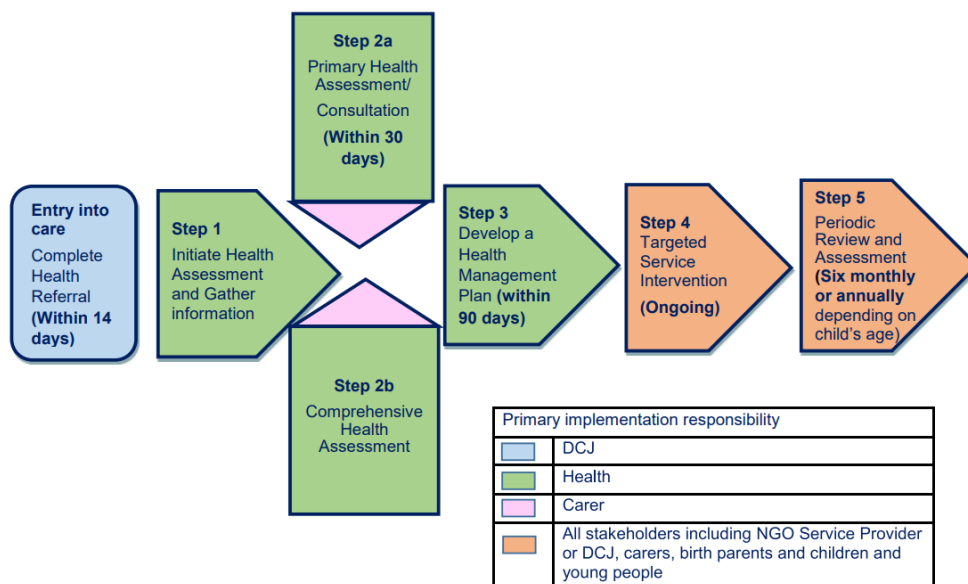 Entry into
care
Complete
Health
Referral
(Within 14
days)
Step 1
Initiate Health
Assessment
and Gather
information
Step 2a
Primary Health
Assessment/
Consultation
(Within 30
days)
Step 2b
Comprehensive
Health
Assessment
Step 3
Develop a
Health
Management
Plan (within
90 days)
Step 4
Targeted
Service
Intervention
(Ongoing)
Step 5
Periodic
Review and
Assessment
(Six monthly
or annually
depending on
child's age)
Primary implementation responsibility
DCJ
Health
Carer
All stakeholders including NGO Service Provider
or DCJ, carers, birth parents and children and
young people